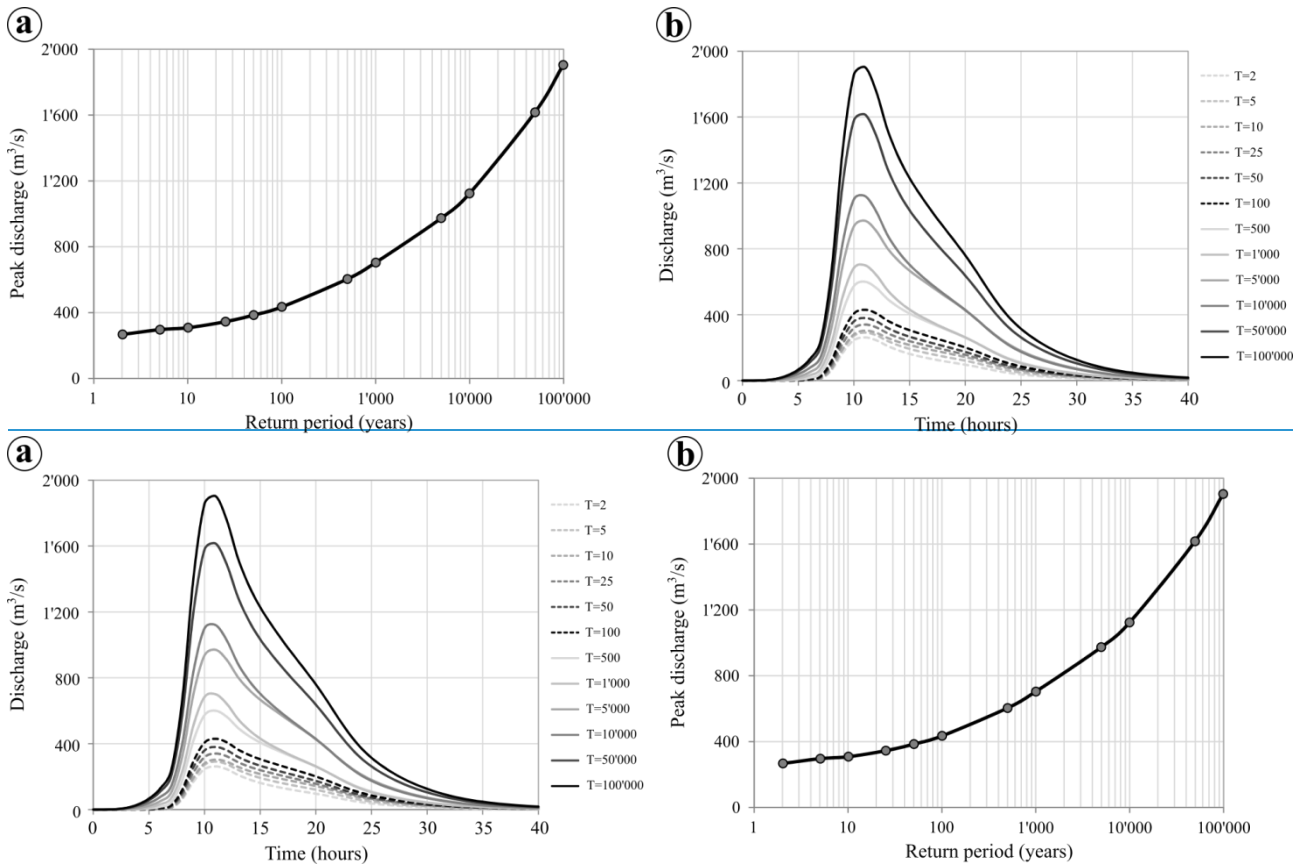 a
2'000
1'600
1'200
800
400
0
Peak discharge (m³/s)
1 10 100 1'000 10'000 100'000
Return period (years)
b
2'000
1'600
1'200
800
400
0
Discharge (m³/s)
0 5 10 15 20 25 30 35 40
Time (hours)
T=2
T=5
T=10
T=25
T=50
T=100
T=500
T=1'000
T=5'000
T=10'000
T=50'000
T=100'000
a
2'000
1'600
1'200
800
400
0
Discharge (m³/s)
0 5 10 15 20 25 30 35 40
Time (hours)
T=2
T=5
T=10
T=25
T=50
T=100
T=500
T=1'000
T=5'000
T=10'000
T=50'000
T=100'000
b
2'000
1'600
1'200
800
400
0
Peak discharge (m³/s)
1 10 100 1'000 10'000 100'000
Return period (years)